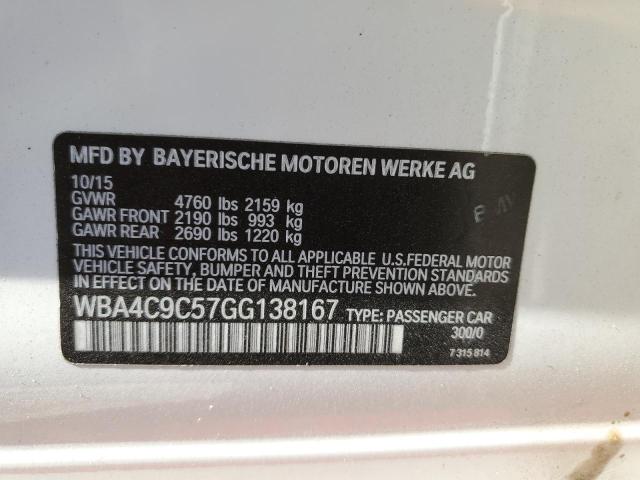 MFD BY BAYERISCHE MOTOREN WERKE AG
10/15
GVWR 4760 lbs 2159 kg
GAWR FRONT 2190 lbs 993 kg
GAWR REAR 2690 lbs 1220 kg
THIS VEHICLE CONFORMS TO ALL APPLICABLE U.S.FEDERAL MOTOR
VEHICLE SAFETY, BUMPER AND THEFT PREVENTION STANDARDS
IN EFFECT ON THE DATE OF MANUFACTURE SHOWN ABOVE.
WBA4C9C57GG138167 TYPE: PASSENGER CAR
300/0
7 315 814